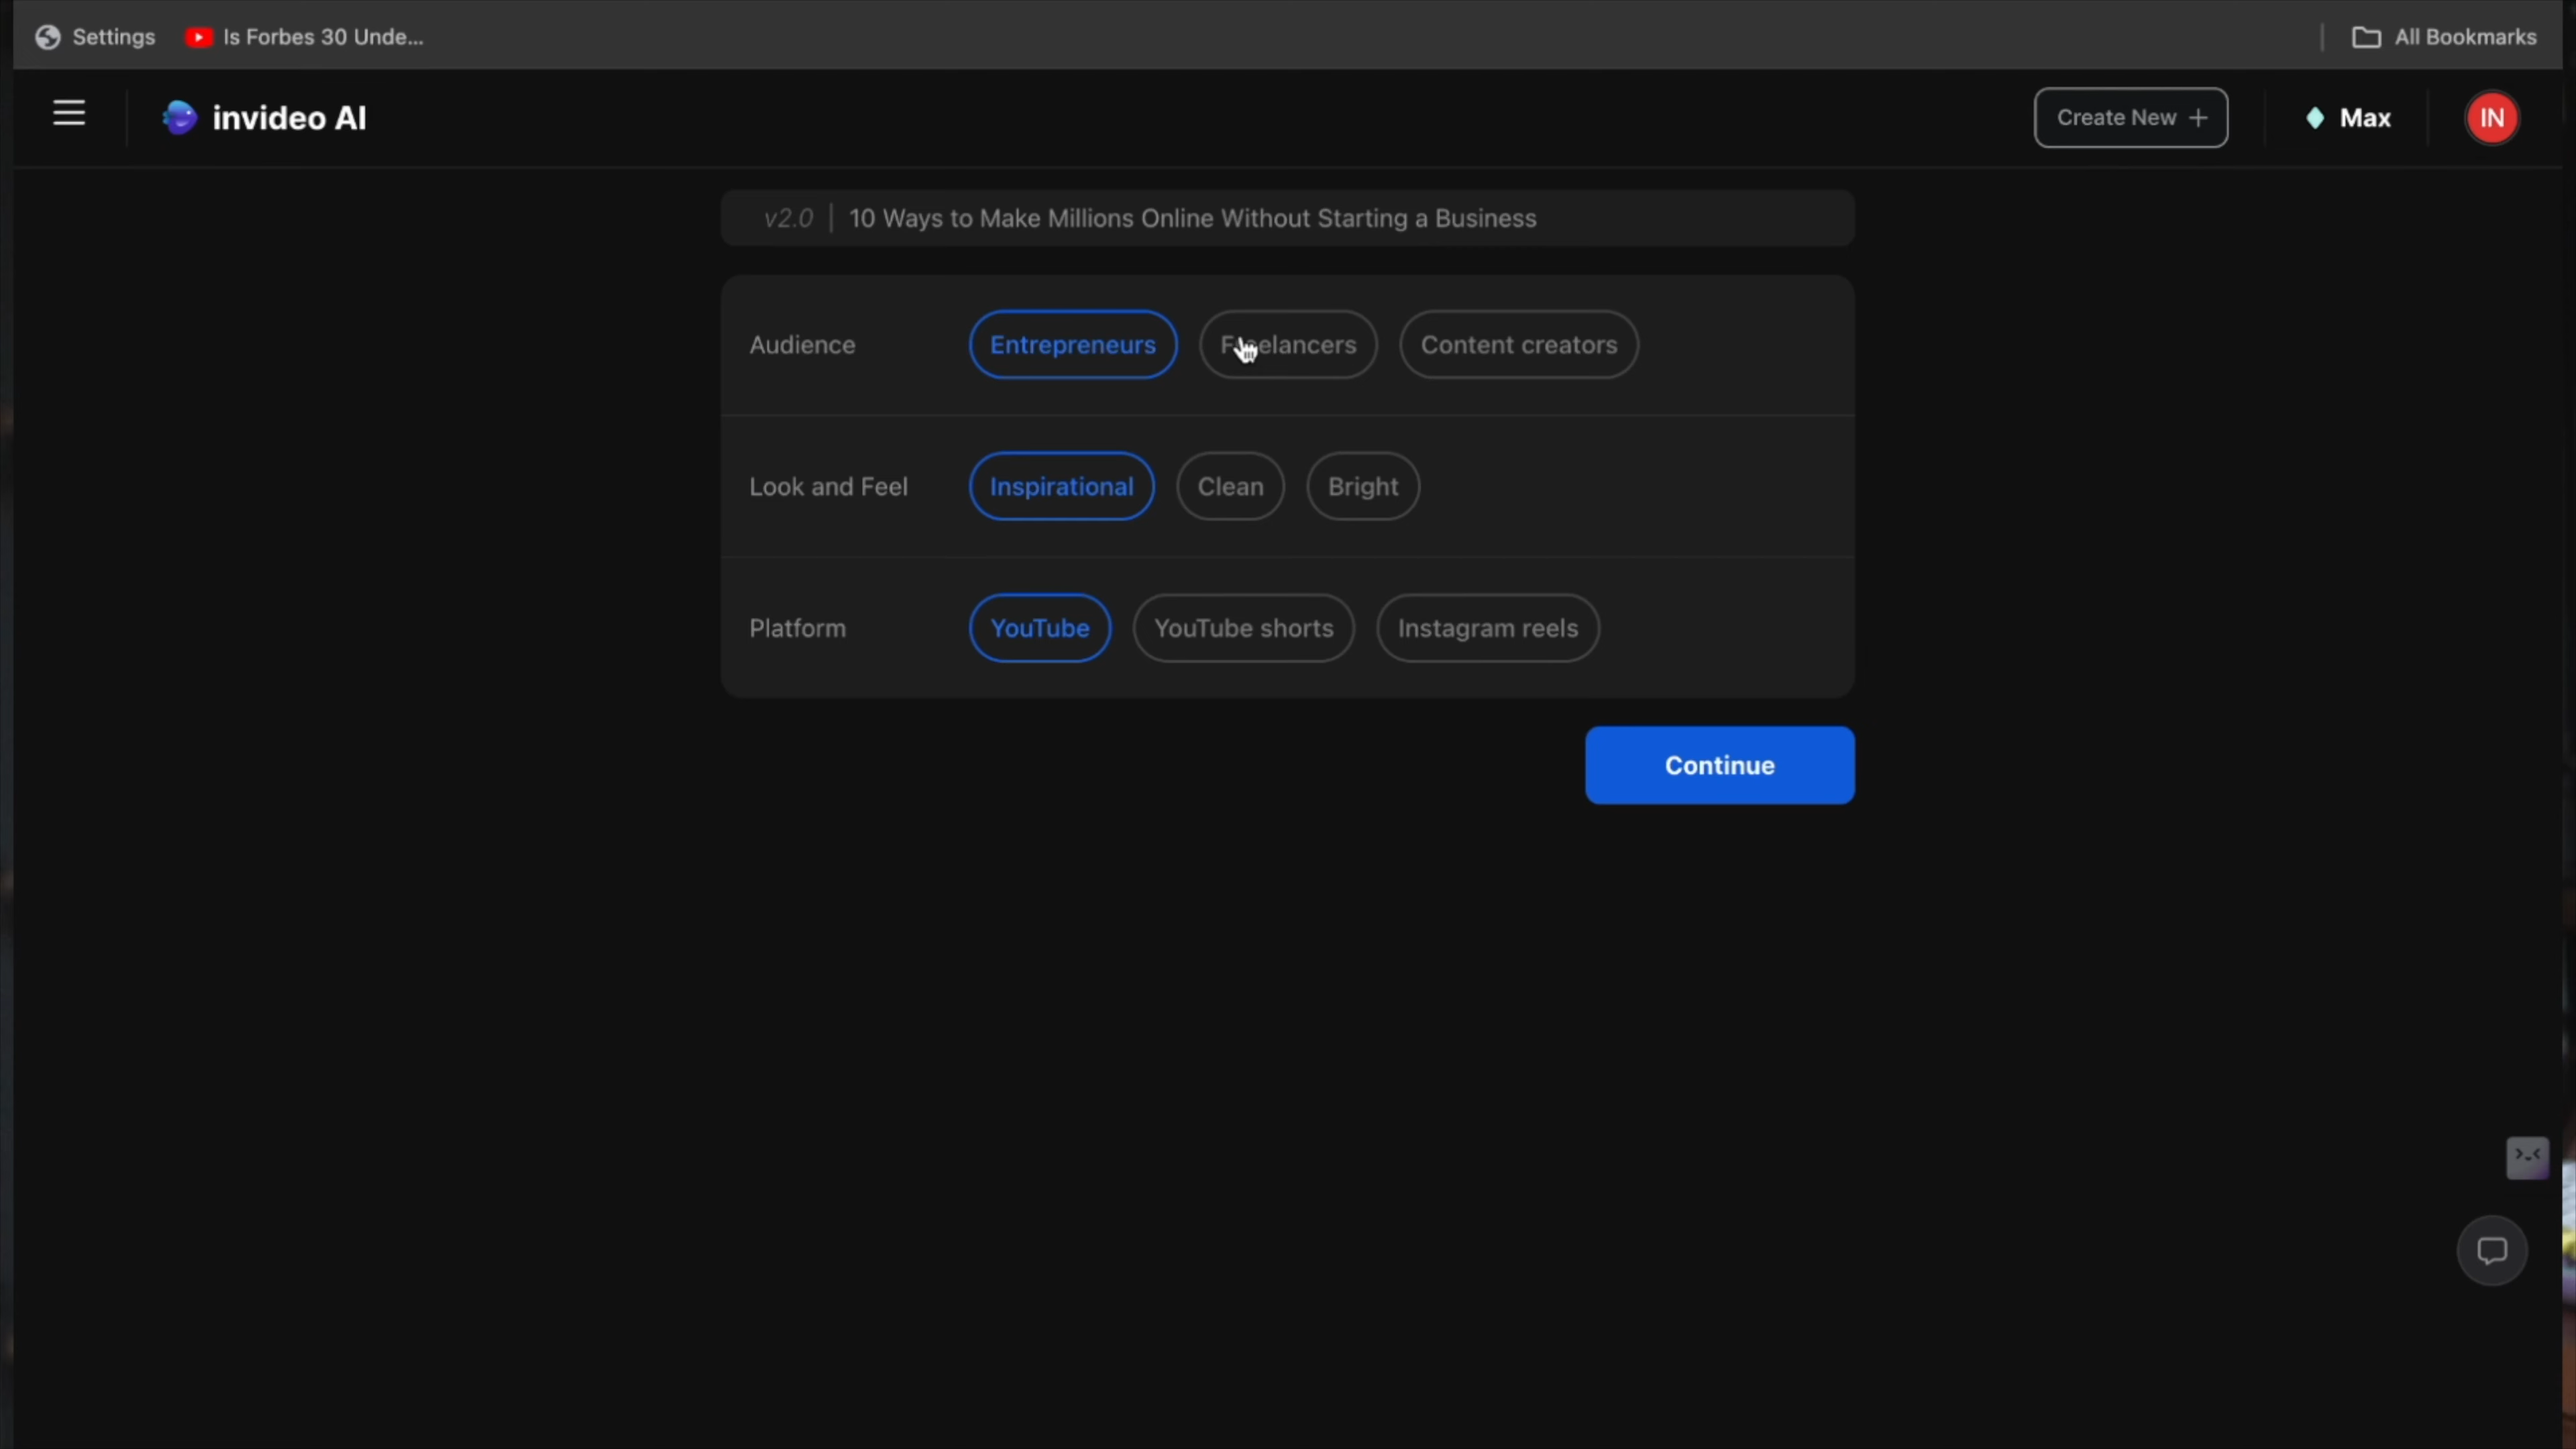 Settings
Is Forbes 30 Unde...
All Bookmarks
invideo AI
Create New +
Max
IN
v2.0 | 10 Ways to Make Millions Online Without Starting a Business
Audience
Entrepreneurs
Freelancers
Content creators
Look and Feel
Inspirational
Clean
Bright
Platform
YouTube
YouTube shorts
Instagram reels
Continue